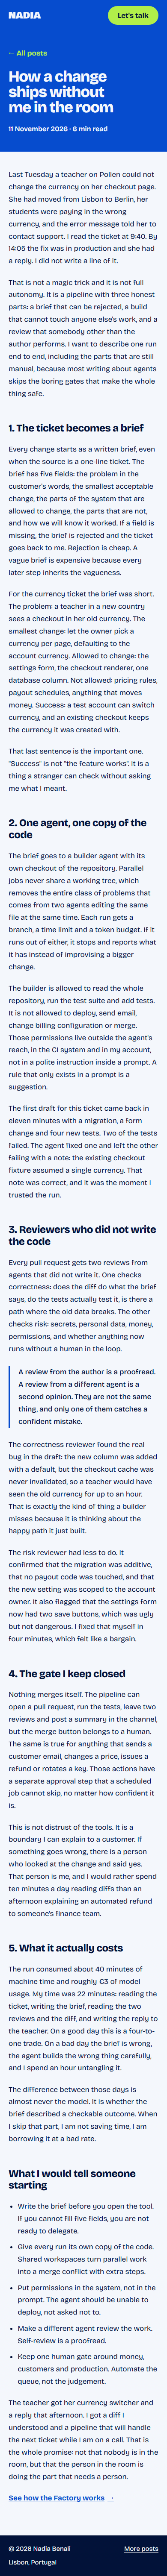 NADIA
Let's talk
← All posts
How a change
ships without
me in the room
11 November 2026 · 6 min read
Last Tuesday a teacher on Pollen could not
change the currency on her checkout page.
She had moved from Lisbon to Berlin, her
students were paying in the wrong
currency, and the error message told her to
contact support. I read the ticket at 9:40. By
14:05 the fix was in production and she had
a reply. I did not write a line of it.
That is not a magic trick and it is not full
autonomy. It is a pipeline with three honest
parts: a brief that can be rejected, a build
that cannot touch anyone else's work, and a
review that somebody other than the
author performs. I want to describe one run
end to end, including the parts that are still
manual, because most writing about agents
skips the boring gates that make the whole
thing safe.
1. The ticket becomes a brief
Every change starts as a written brief, even
when the source is a one-line ticket. The
brief has five fields: the problem in the
customer's words, the smallest acceptable
change, the parts of the system that are
allowed to change, the parts that are not,
and how we will know it worked. If a field is
missing, the brief is rejected and the ticket
goes back to me. Rejection is cheap. A
vague brief is expensive because every
later step inherits the vagueness.
For the currency ticket the brief was short.
The problem: a teacher in a new country
sees a checkout in her old currency. The
smallest change: let the owner pick a
currency per page, defaulting to the
account currency. Allowed to change: the
settings form, the checkout renderer, one
database column. Not allowed: pricing rules,
payout schedules, anything that moves
money. Success: a test account can switch
currency, and an existing checkout keeps
the currency it was created with.
That last sentence is the important one.
"Success" is not "the feature works". It is a
thing a stranger can check without asking
me what I meant.
2. One agent, one copy of the
code
The brief goes to a builder agent with its
own checkout of the repository. Parallel
jobs never share a working tree, which
removes the entire class of problems that
comes from two agents editing the same
file at the same time. Each run gets a
branch, a time limit and a token budget. If it
runs out of either, it stops and reports what
it has instead of improvising a bigger
change.
The builder is allowed to read the whole
repository, run the test suite and add tests.
It is not allowed to deploy, send email,
change billing configuration or merge.
Those permissions live outside the agent's
reach, in the CI system and in my account,
not in a polite instruction inside a prompt. A
rule that only exists in a prompt is a
suggestion.
The first draft for this ticket came back in
eleven minutes with a migration, a form
change and four new tests. Two of the tests
failed. The agent fixed one and left the other
failing with a note: the existing checkout
fixture assumed a single currency. That
note was correct, and it was the moment I
trusted the run.
3. Reviewers who did not write
the code
Every pull request gets two reviews from
agents that did not write it. One checks
correctness: does the diff do what the brief
says, do the tests actually test it, is there a
path where the old data breaks. The other
checks risk: secrets, personal data, money,
permissions, and whether anything now
runs without a human in the loop.
A review from the author is a proofread.
A review from a different agent is a
second opinion. They are not the same
thing, and only one of them catches a
confident mistake.
The correctness reviewer found the real
bug in the draft: the new column was added
with a default, but the checkout cache was
never invalidated, so a teacher would have
seen the old currency for up to an hour.
That is exactly the kind of thing a builder
misses because it is thinking about the
happy path it just built.
The risk reviewer had less to do. It
confirmed that the migration was additive,
that no payout code was touched, and that
the new setting was scoped to the account
owner. It also flagged that the settings form
now had two save buttons, which was ugly
but not dangerous. I fixed that myself in
four minutes, which felt like a bargain.
4. The gate I keep closed
Nothing merges itself. The pipeline can
open a pull request, run the tests, leave two
reviews and post a summary in the channel,
but the merge button belongs to a human.
The same is true for anything that sends a
customer email, changes a price, issues a
refund or rotates a key. Those actions have
a separate approval step that a scheduled
job cannot skip, no matter how confident it
is.
This is not distrust of the tools. It is a
boundary I can explain to a customer. If
something goes wrong, there is a person
who looked at the change and said yes.
That person is me, and I would rather spend
ten minutes a day reading diffs than an
afternoon explaining an automated refund
to someone's finance team.
5. What it actually costs
The run consumed about 40 minutes of
machine time and roughly €3 of model
usage. My time was 22 minutes: reading the
ticket, writing the brief, reading the two
reviews and the diff, and writing the reply to
the teacher. On a good day this is a four-to-
one trade. On a bad day the brief is wrong,
the agent builds the wrong thing carefully,
and I spend an hour untangling it.
The difference between those days is
almost never the model. It is whether the
brief described a checkable outcome. When
I skip that part, I am not saving time, I am
borrowing it at a bad rate.
What I would tell someone
starting
• Write the brief before you open the tool.
If you cannot fill five fields, you are not
ready to delegate.
• Give every run its own copy of the code.
Shared workspaces turn parallel work
into a merge conflict with extra steps.
• Put permissions in the system, not in the
prompt. The agent should be unable to
deploy, not asked not to.
• Make a different agent review the work.
Self-review is a proofread.
• Keep one human gate around money,
customers and production. Automate the
queue, not the judgement.
The teacher got her currency switcher and
a reply that afternoon. I got a diff I
understood and a pipeline that will handle
the next ticket while I am on a call. That is
the whole promise: not that nobody is in the
room, but that the person in the room is
doing the part that needs a person.
See how the Factory works →
© 2026 Nadia Benali
More posts
Lisbon, Portugal